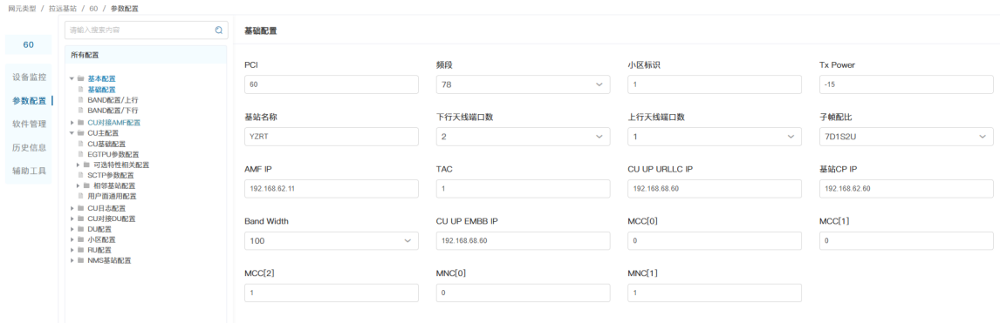 网元类型 / 拉远基站 / 60 / 参数配置
60
设备监控
参数配置
软件管理
历史信息
辅助工具
请输入搜索内容
所有配置
基本配置
基础配置
BAND配置/上行
BAND配置/下行
CU对接AMF配置
CU主配置
CU基础配置
EGTPU参数配置
可选特性相关配置
SCTP参数配置
相邻基站配置
用户面通用配置
CU日志配置
CU对接DU配置
DU配置
小区配置
RU配置
NMS基站配置
基础配置
PCI 频段 小区标识 Tx Power
60 78 1 -15
基站名称 下行天线端口数 上行天线端口数 子帧配比
YZRT 2 1 7D1S2U
AMF IP TAC CU UP URLLC IP 基站CP IP
192.168.62.11 1 192.168.68.60 192.168.62.60
Band Width CU UP EMBB IP MCC[0] MCC[1]
100 192.168.68.60 0 0
MCC[2] MNC[0] MNC[1]
1 0 1